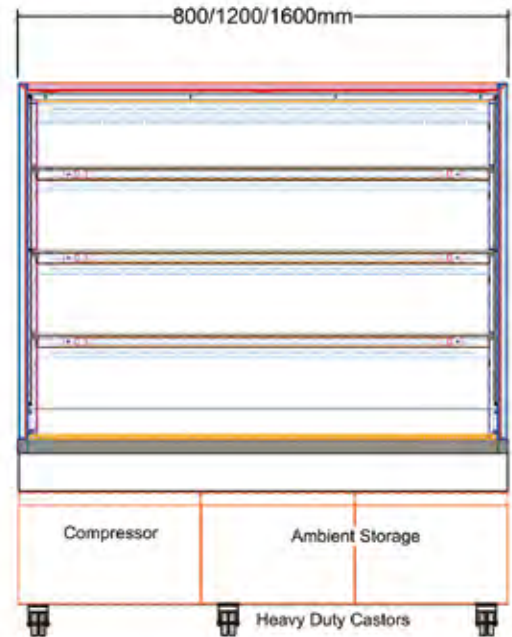 800/1200/1600mm
Compressor
Ambient Storage
Heavy Duty Castors